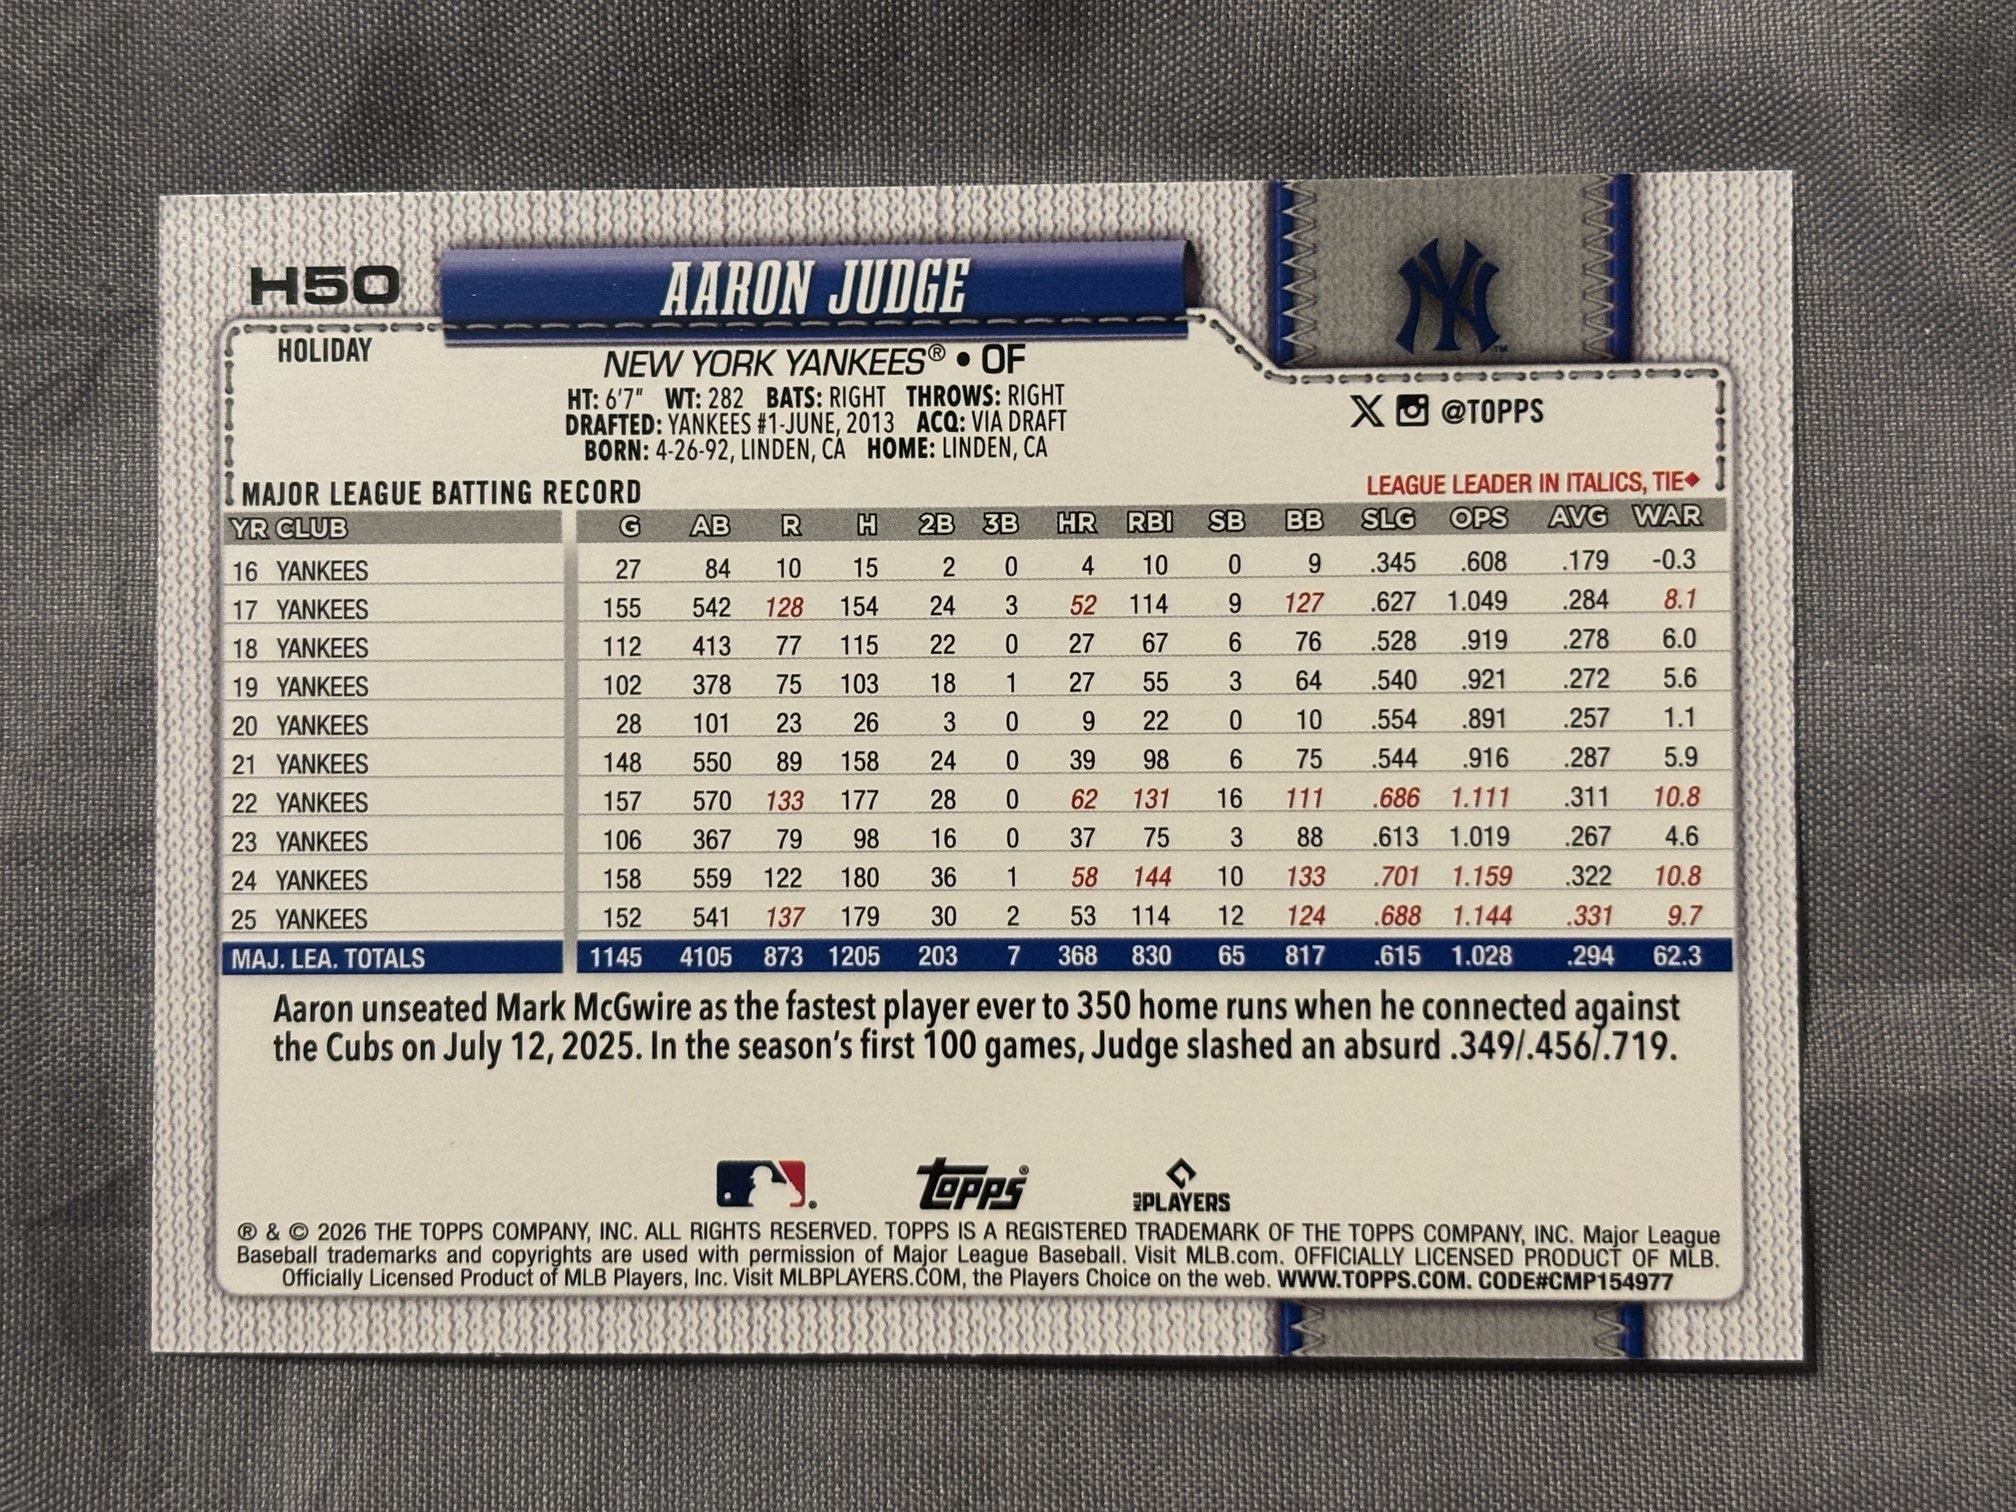 H50
AARON JUDGE
NY
TM
HOLIDAY
NEW YORK YANKEES® • OF
HT: 6'7" WT: 282 BATS: RIGHT THROWS: RIGHT
DRAFTED: YANKEES #1-JUNE, 2013 ACQ: VIA DRAFT
BORN: 4-26-92, LINDEN, CA HOME: LINDEN, CA
X @TOPPS
MAJOR LEAGUE BATTING RECORD
LEAGUE LEADER IN ITALICS, TIE◆
YR CLUB G AB R H 2B 3B HR RBI SB BB SLG OPS AVG WAR
16 YANKEES 27 84 10 15 2 0 4 10 0 9 .345 .608 .179 -0.3
17 YANKEES 155 542 128 154 24 3 52 114 9 127 .627 1.049 .284 8.1
18 YANKEES 112 413 77 115 22 0 27 67 6 76 .528 .919 .278 6.0
19 YANKEES 102 378 75 103 18 1 27 55 3 64 .540 .921 .272 5.6
20 YANKEES 28 101 23 26 3 0 9 22 0 10 .554 .891 .257 1.1
21 YANKEES 148 550 89 158 24 0 39 98 6 75 .544 .916 .287 5.9
22 YANKEES 157 570 133 177 28 0 62 131 16 111 .686 1.111 .311 10.8
23 YANKEES 106 367 79 98 16 0 37 75 3 88 .613 1.019 .267 4.6
24 YANKEES 158 559 122 180 36 1 58 144 10 133 .701 1.159 .322 10.8
25 YANKEES 152 541 137 179 30 2 53 114 12 124 .688 1.144 .331 9.7
MAJ. LEA. TOTALS 1145 4105 873 1205 203 7 368 830 65 817 .615 1.028 .294 62.3
Aaron unseated Mark McGwire as the fastest player ever to 350 home runs when he connected against
the Cubs on July 12, 2025. In the season's first 100 games, Judge slashed an absurd .349/.456/.719.
topps®
MLB PLAYERS
® & © 2026 THE TOPPS COMPANY, INC. ALL RIGHTS RESERVED. TOPPS IS A REGISTERED TRADEMARK OF THE TOPPS COMPANY, INC. Major League
Baseball trademarks and copyrights are used with permission of Major League Baseball. Visit MLB.com. OFFICIALLY LICENSED PRODUCT OF MLB.
Officially Licensed Product of MLB Players, Inc. Visit MLBPLAYERS.COM, the Players Choice on the web. WWW.TOPPS.COM. CODE#CMP154977